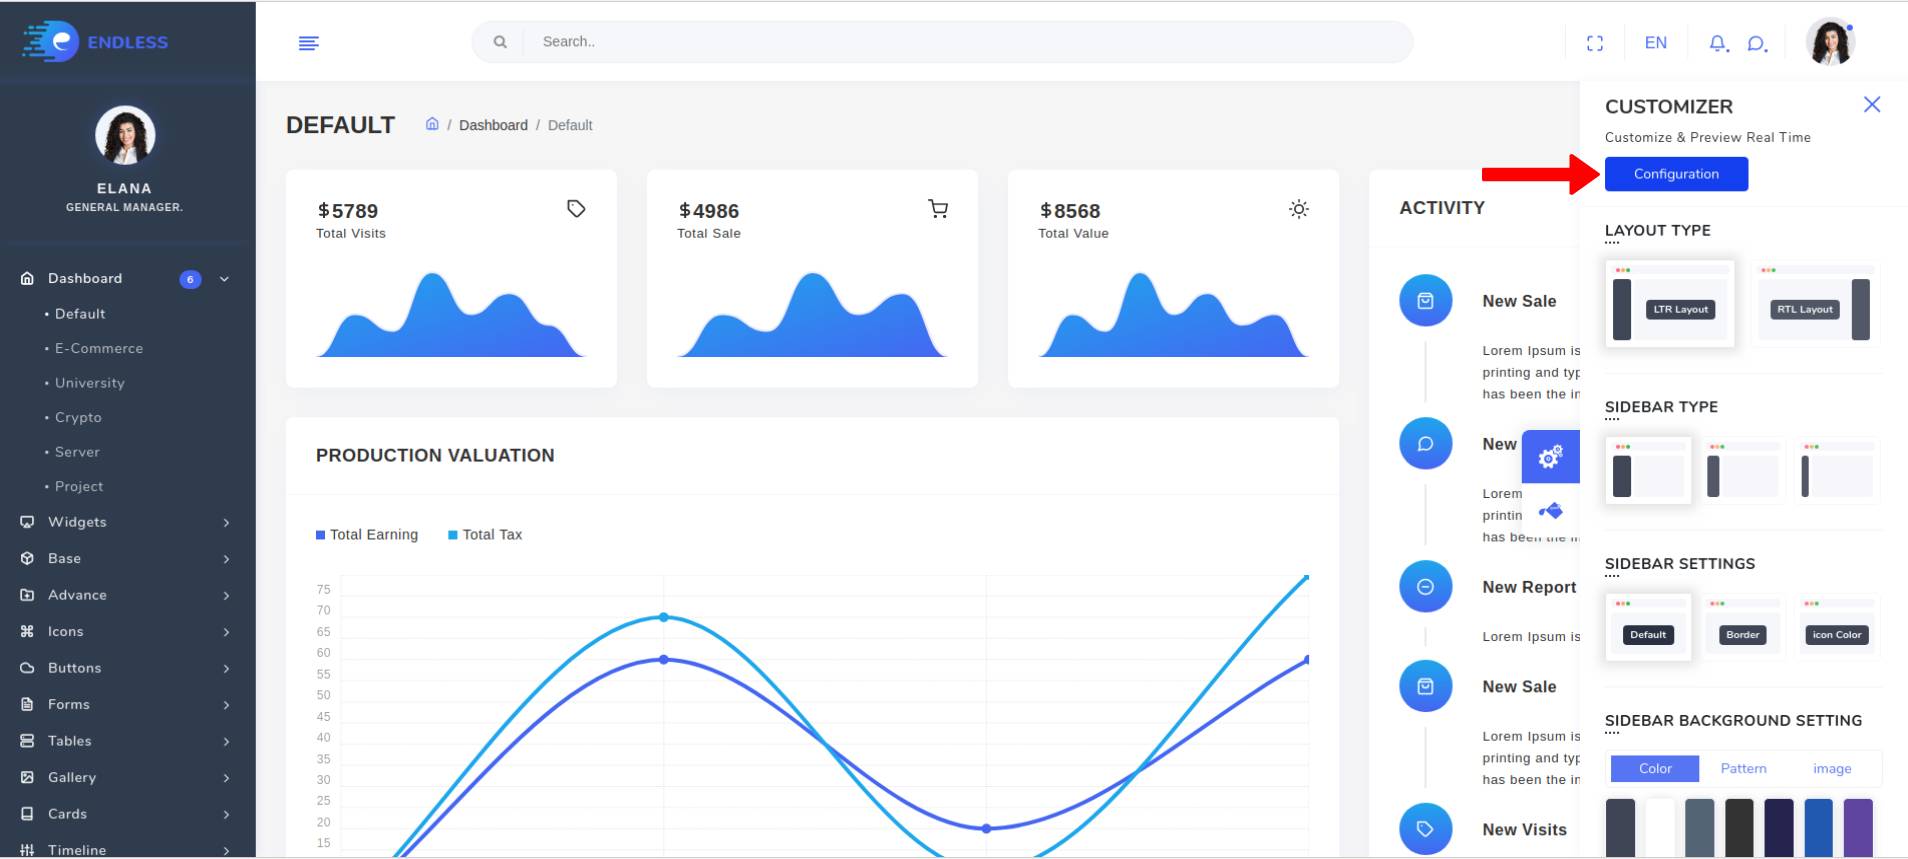 ENDLESS
Search..
EN
ELANA
GENERAL MANAGER.
Dashboard 6
• Default
• E-Commerce
• University
• Crypto
• Server
• Project
Widgets
Base
Advance
Icons
Buttons
Forms
Tables
Gallery
Cards
Timeline
DEFAULT
/ Dashboard / Default
$5789
Total Visits
$4986
Total Sale
$8568
Total Value
PRODUCTION VALUATION
Total Earning
Total Tax
75
70
65
60
55
50
45
40
35
30
25
20
15
ACTIVITY
New Sale
Lorem Ipsum is
printing and typ
has been the in
New
Lorem
printin
has been the in
New Report
Lorem Ipsum is
New Sale
Lorem Ipsum is
printing and typ
has been the in
New Visits
CUSTOMIZER
Customize & Preview Real Time
Configuration
LAYOUT TYPE
LTR Layout
RTL Layout
SIDEBAR TYPE
SIDEBAR SETTINGS
Default
Border
icon Color
SIDEBAR BACKGROUND SETTING
Color
Pattern
image